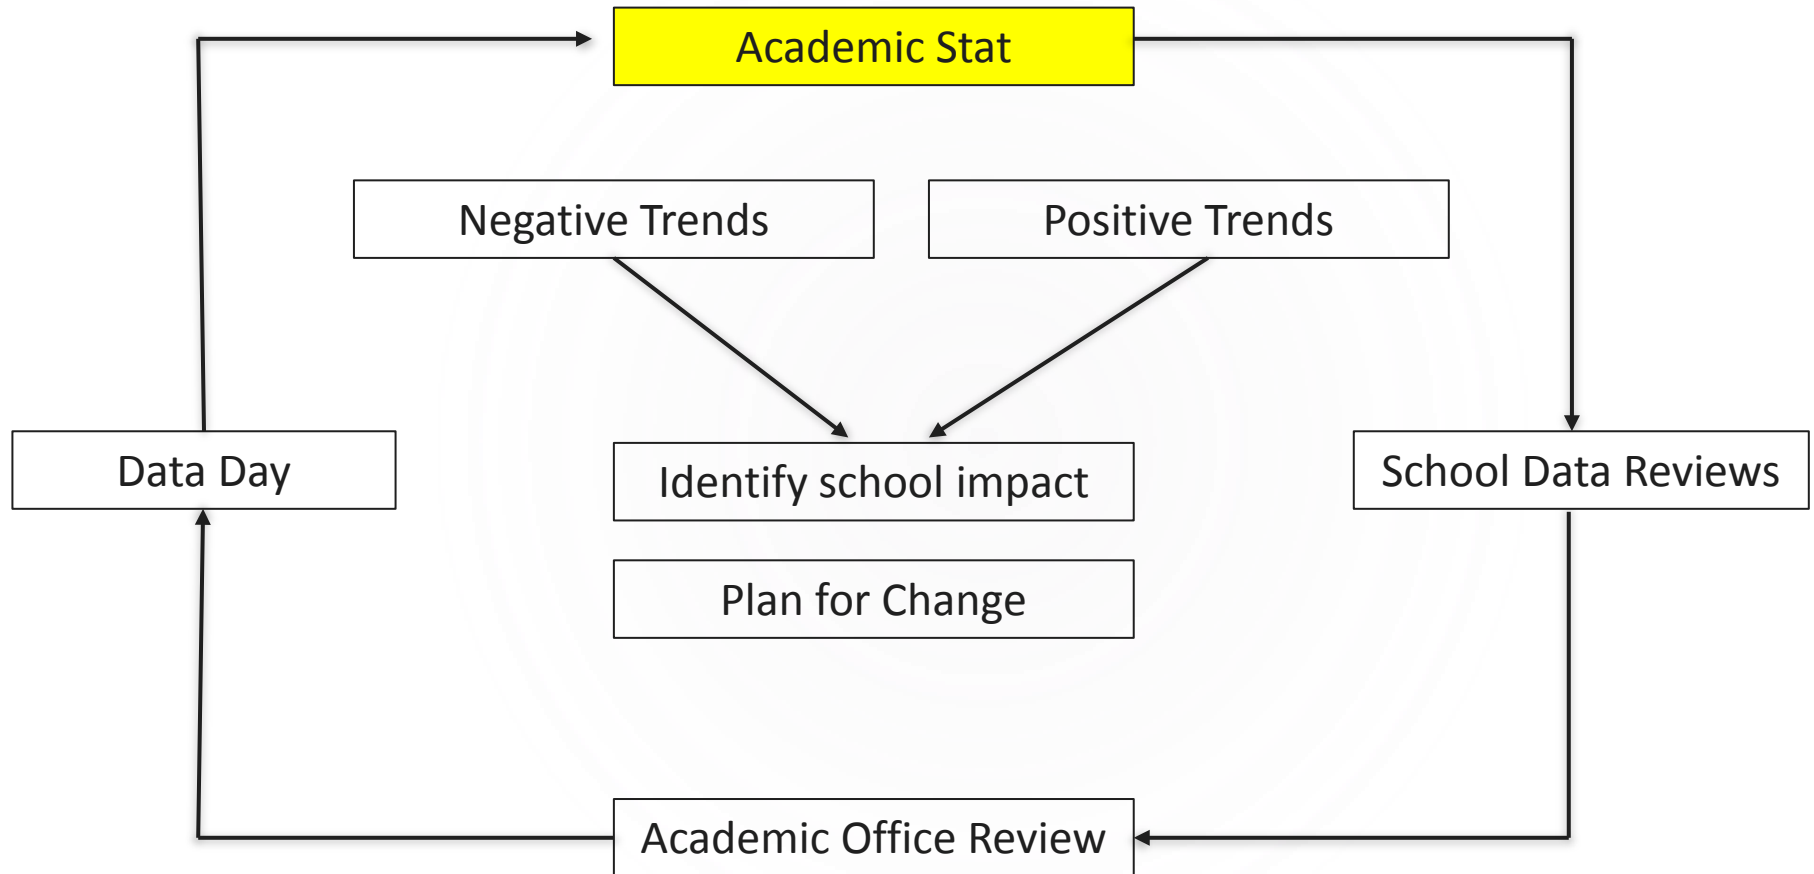 Academic Stat
Negative Trends
Positive Trends
Data Day
Identify school impact
School Data Reviews
Plan for Change
Academic Office Review